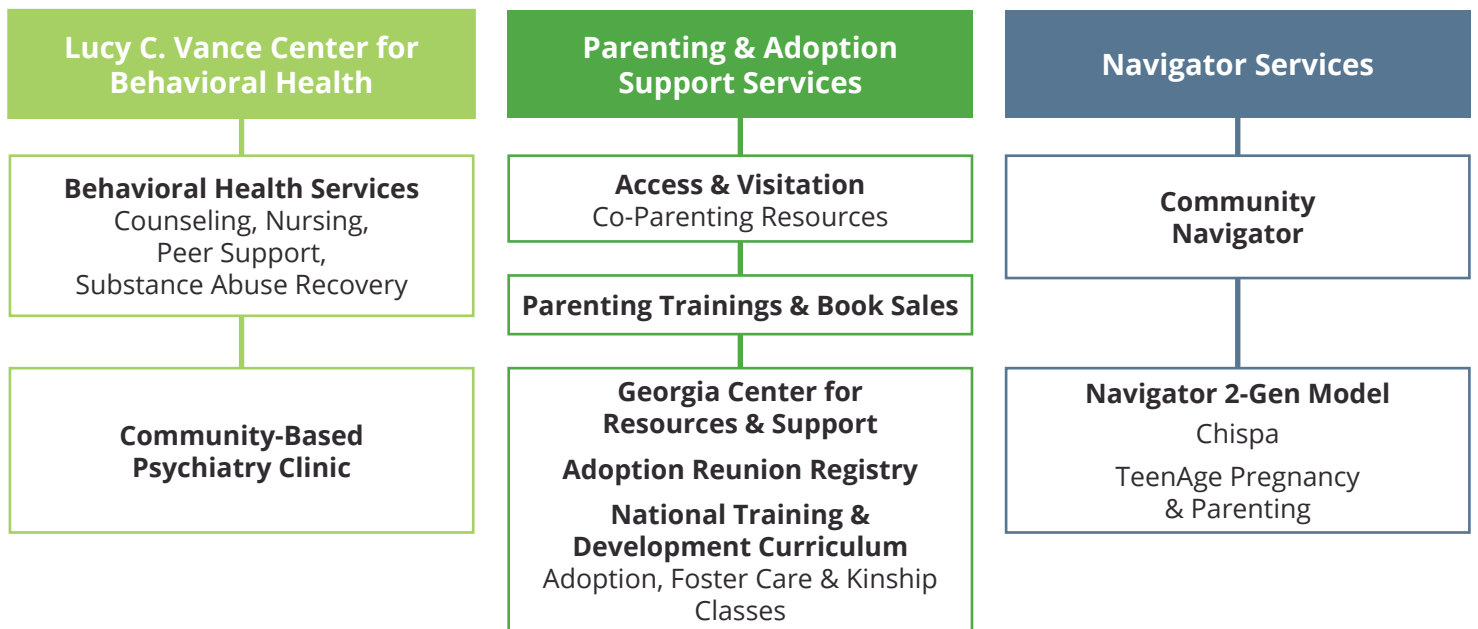 Lucy C. Vance Center for
Behavioral Health
Behavioral Health Services
Counseling, Nursing,
Peer Support,
Substance Abuse Recovery
Community-Based
Psychiatry Clinic
Parenting & Adoption
Support Services
Access & Visitation
Co-Parenting Resources
Parenting Trainings & Book Sales
Georgia Center for
Resources & Support
Adoption Reunion Registry
National Training &
Development Curriculum
Adoption, Foster Care & Kinship
Classes
Navigator Services
Community
Navigator
Navigator 2-Gen Model
Chispa
TeenAge Pregnancy
& Parenting